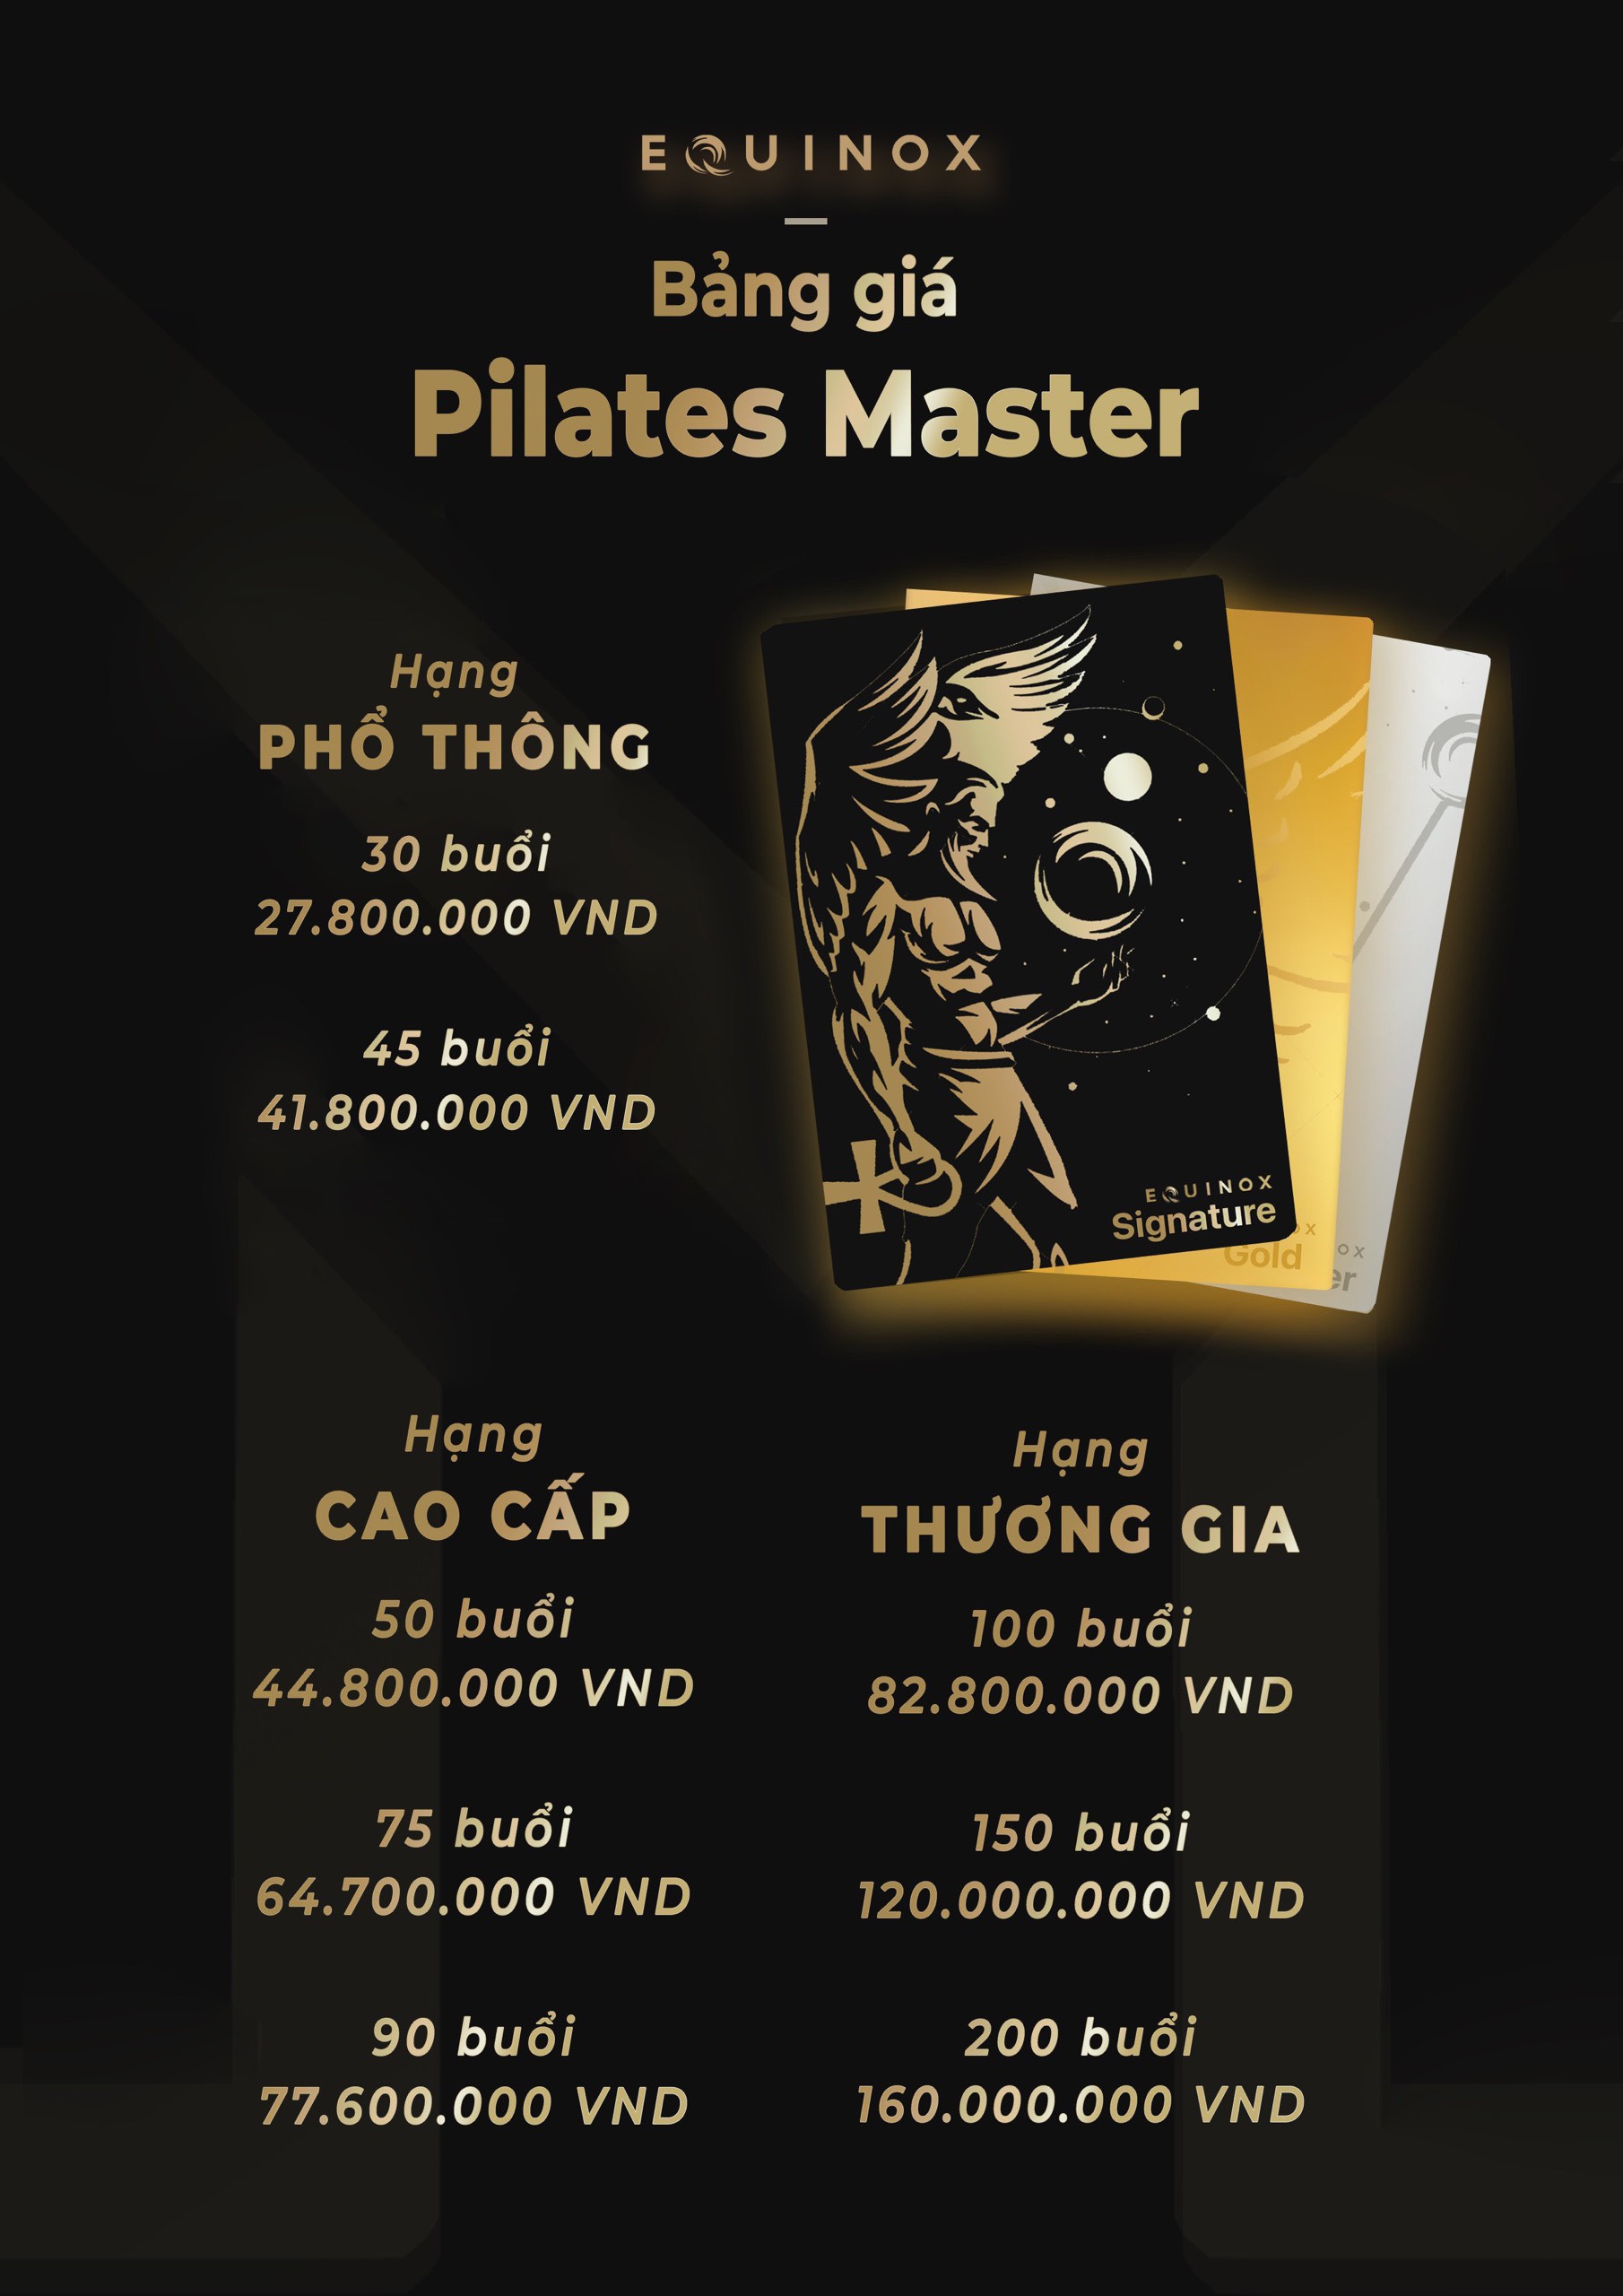 EQUINOX
Bảng giá
Pilates Master
Hạng
PHỔ THÔNG
30 buổi
27.800.000 VND
45 buổi
41.800.000 VND
EQUINOX
Signature
OX
Gold
OX
er
Hạng
CAO CẤP
50 buổi
44.800.000 VND
75 buổi
64.700.000 VND
90 buổi
77.600.000 VND
Hạng
THƯƠNG GIA
100 buổi
82.800.000 VND
150 buổi
120.000.000 VND
200 buổi
160.000.000 VND